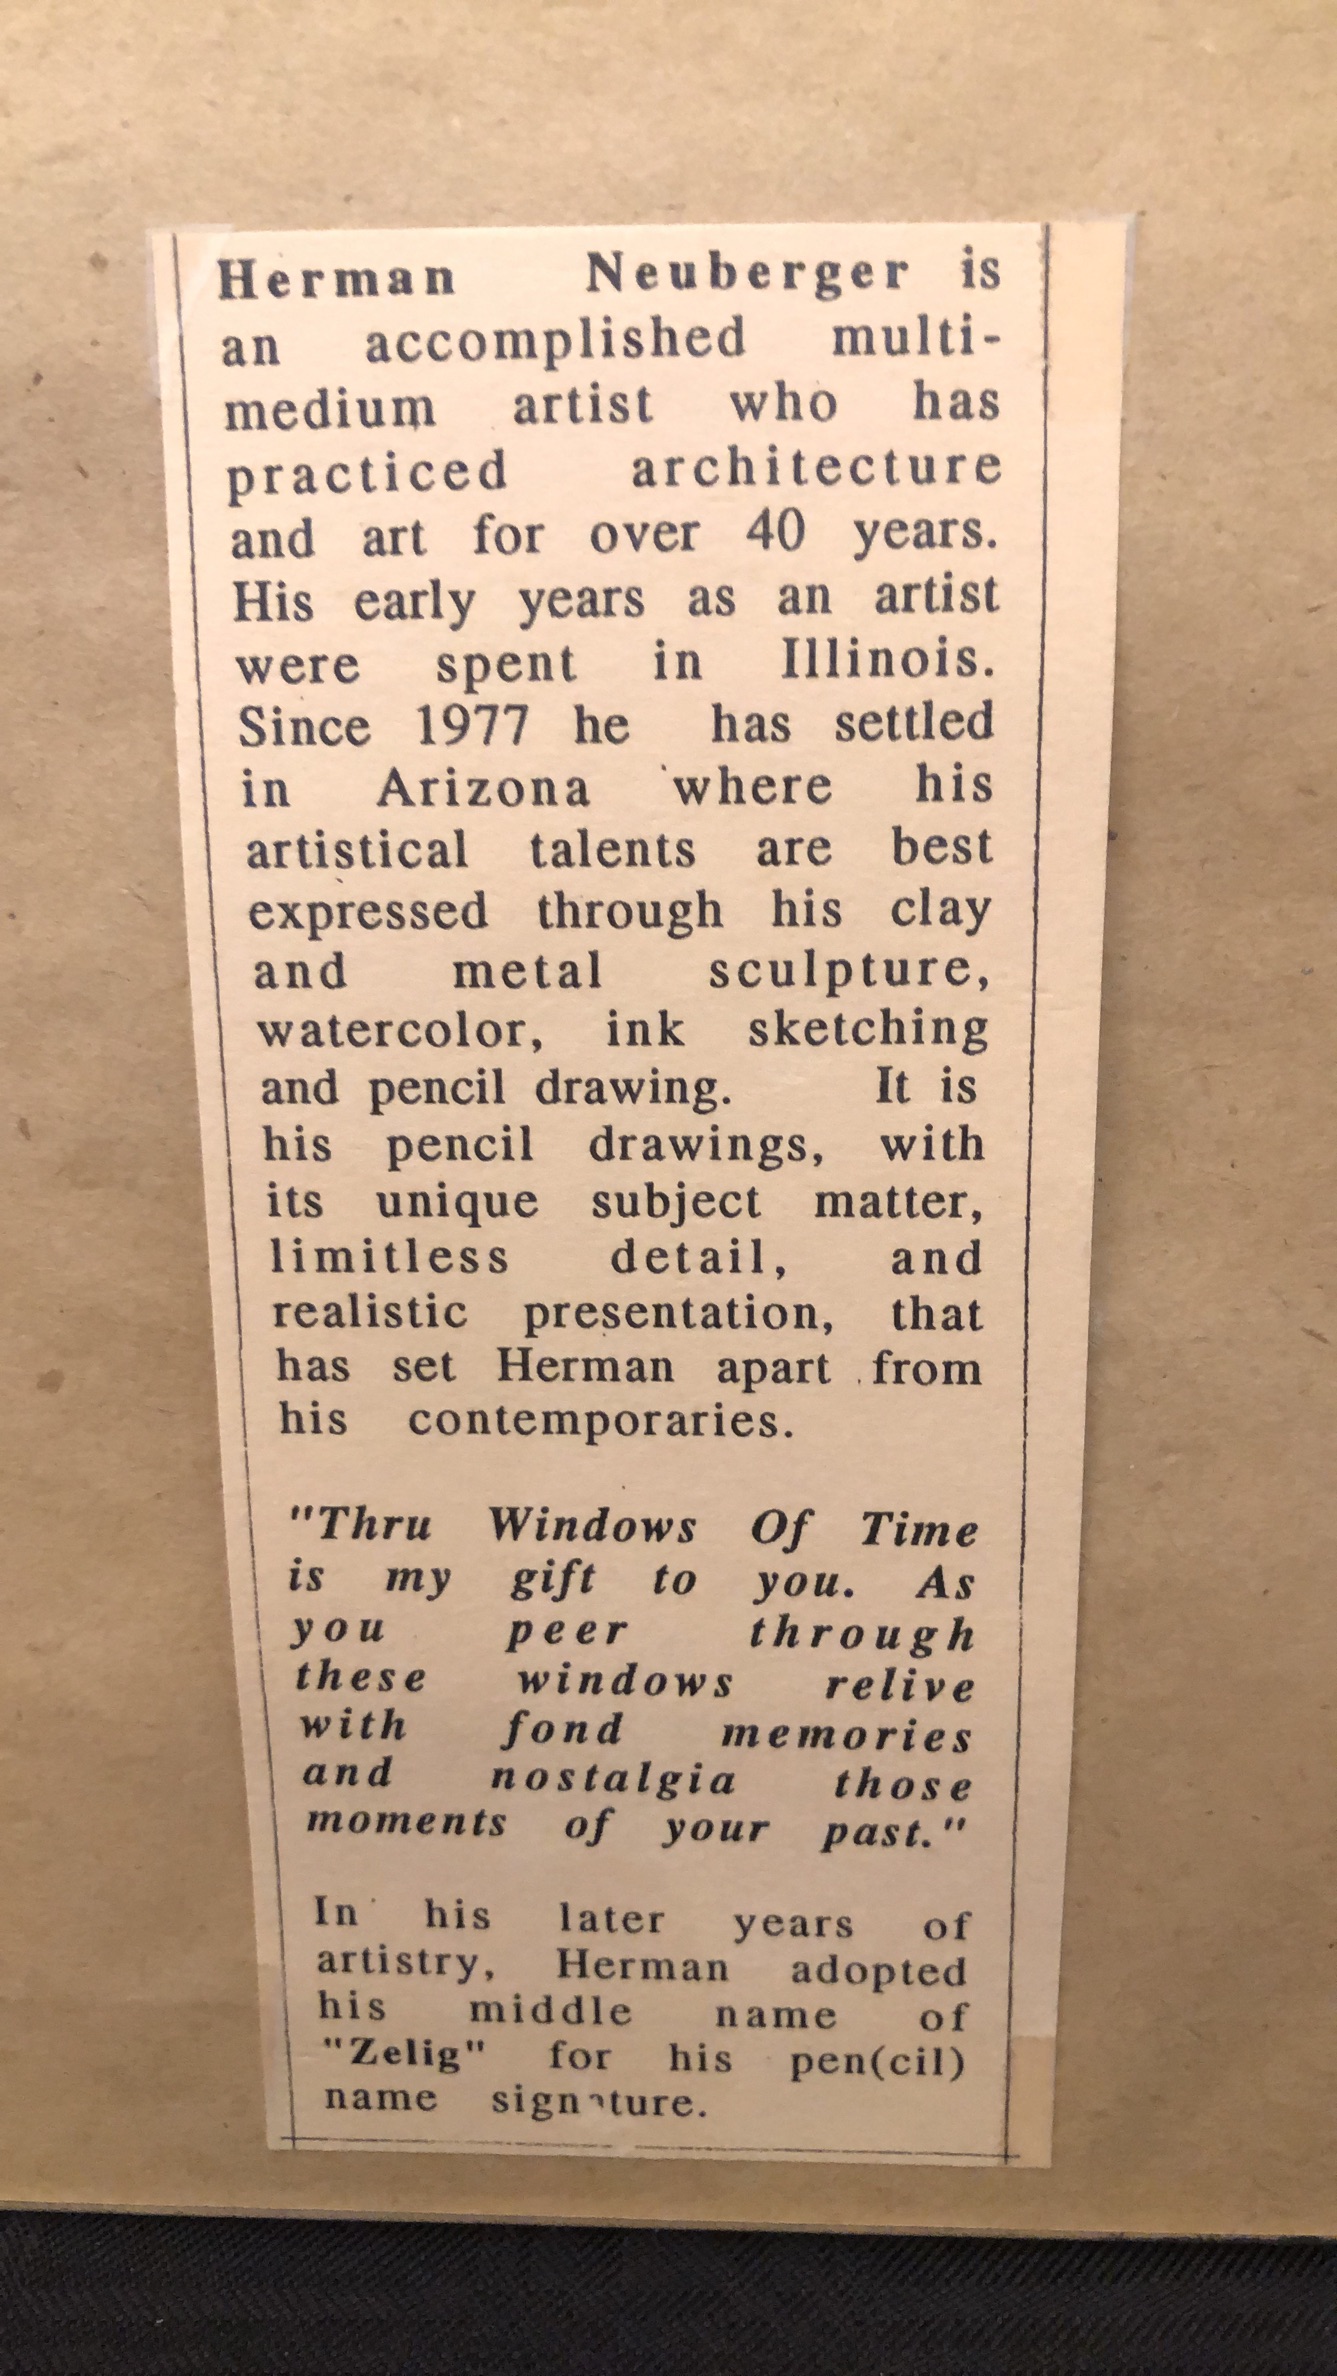 Herman Neuberger is
an accomplished multi-
medium artist who has
practiced architecture
and art for over 40 years.
His early years as an artist
were spent in Illinois.
Since 1977 he has settled
in Arizona where his
artistical talents are best
expressed through his clay
and metal sculpture,
watercolor, ink sketching
and pencil drawing. It is
his pencil drawings, with
its unique subject matter,
limitless detail, and
realistic presentation, that
has set Herman apart from
his contemporaries.
"Thru Windows Of Time
is my gift to you. As
you peer through
these windows relive
with fond memories
and nostalgia those
moments of your past."
In his later years of
artistry, Herman adopted
his middle name of
"Zelig" for his pen(cil)
name signature.